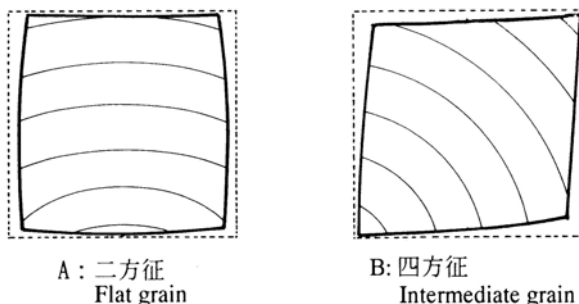 A：二方柾
Flat grain
B: 四方柾
Intermediate grain